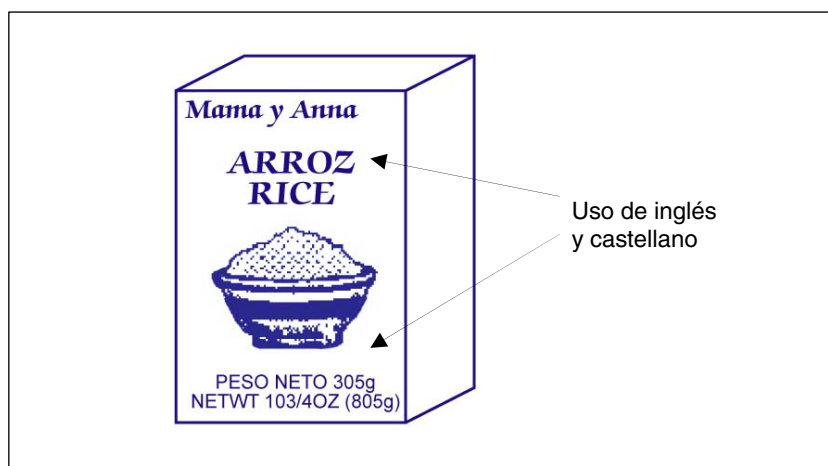 Mama y Anna
ARROZ
RICE
Uso de inglés
y castellano
PESO NETO 305g
NETWT 103/4OZ (805g)